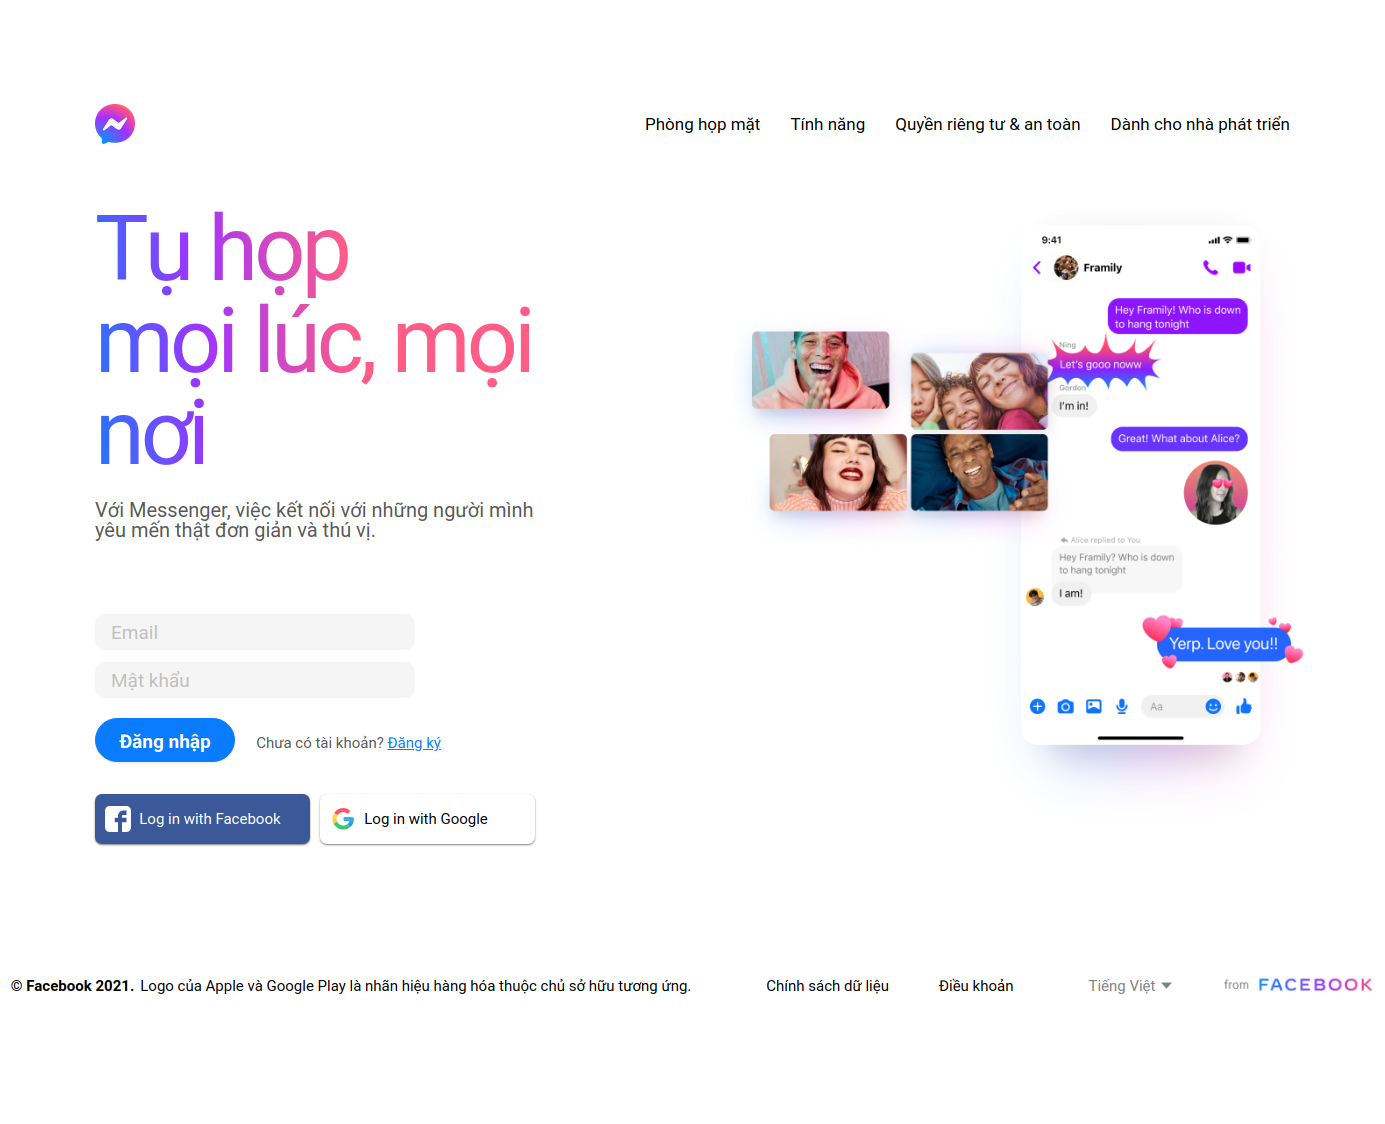 Phòng họp mặt
Tính năng
Quyền riêng tư & an toàn
Dành cho nhà phát triển
Tụ họp
mọi lúc, mọi
nơi
Với Messenger, việc kết nối với những người mình
yêu mến thật đơn giản và thú vị.
Email
Mật khẩu
Đăng nhập
Chưa có tài khoản? Đăng ký
Log in with Facebook
Log in with Google
9:41
Framily
Hey Framily! Who is down
to hang tonight
Ning
Let's gooo noww
Gordon
I'm in!
Great! What about Alice?
Alice replied to You
Hey Framily? Who is down
to hang tonight
I am!
Yerp. Love you!!
Aa
© Facebook 2021. Logo của Apple và Google Play là nhãn hiệu hàng hóa thuộc chủ sở hữu tương ứng.
Chính sách dữ liệu
Điều khoản
Tiếng Việt
from FACEBOOK